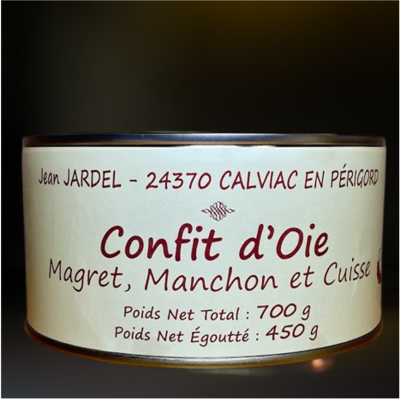 Jean JARDEL - 24370 CALVIAC EN PÉRIGORD
Confit d'Oie
Magret, Manchon et Cuisse
Poids Net Total : 700 g
Poids Net Égoutté : 450 g